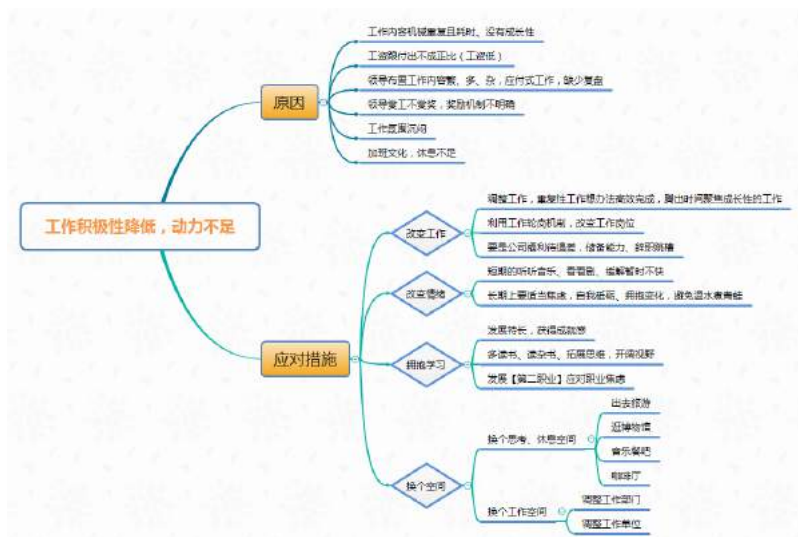 工作积极性降低，动力不足
原因
工作内容机械重复且耗时、没有成长性
工资跟付出不成正比（工资低）
领导布置工作内容繁、多、杂，应付式工作，缺少复盘
领导爱工不爱奖，奖励机制不明确
工作氛围沉闷
加班文化，休息不足
应对措施
改变工作
调整工作，重复性工作想办法高效完成，腾出时间聚焦成长性的工作
利用工作轮岗机制，改变工作岗位
要是公司福利待遇差，储备能力、辞职跳槽
改变情绪
短期的听听音乐、看看剧、缓解暂时不快
长期上要适当焦虑，自我砥砺、拥抱变化，避免温水煮青蛙
拥抱学习
发展特长，获得成就感
多读书、读杂书、拓展思维，开阔视野
发展【第二职业】应对职业焦虑
换个空间
换个思考、休息空间
出去旅游
逛博物馆
音乐餐吧
咖啡厅
换个工作空间
调整工作部门
调整工作单位